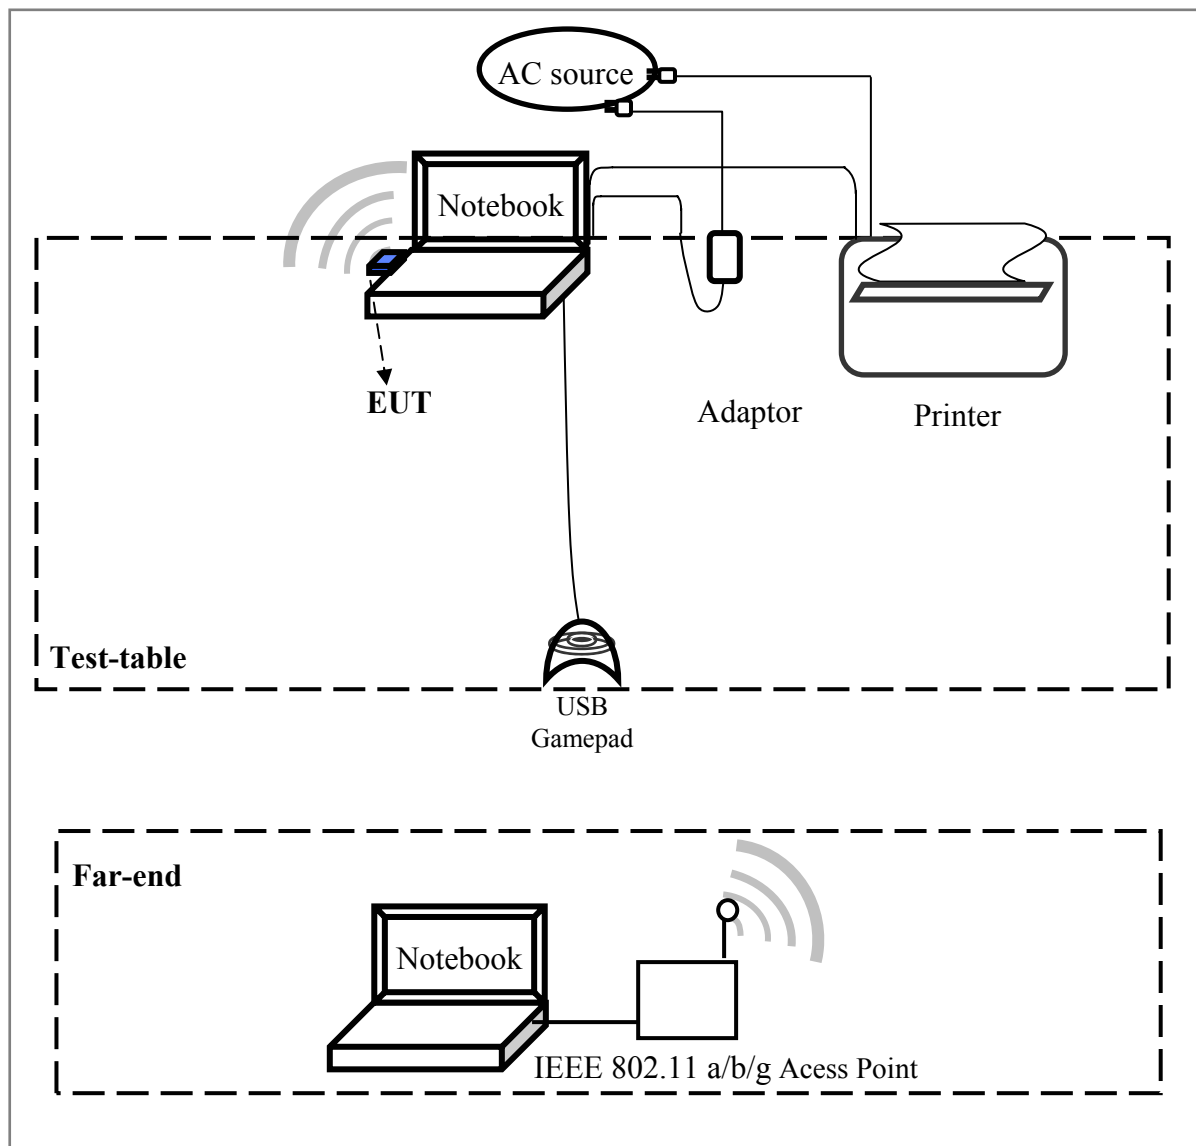 AC source
Notebook
EUT
Adaptor
Printer
Test-table
USB
Gamepad
Far-end
Notebook
IEEE 802.11 a/b/g Acess Point